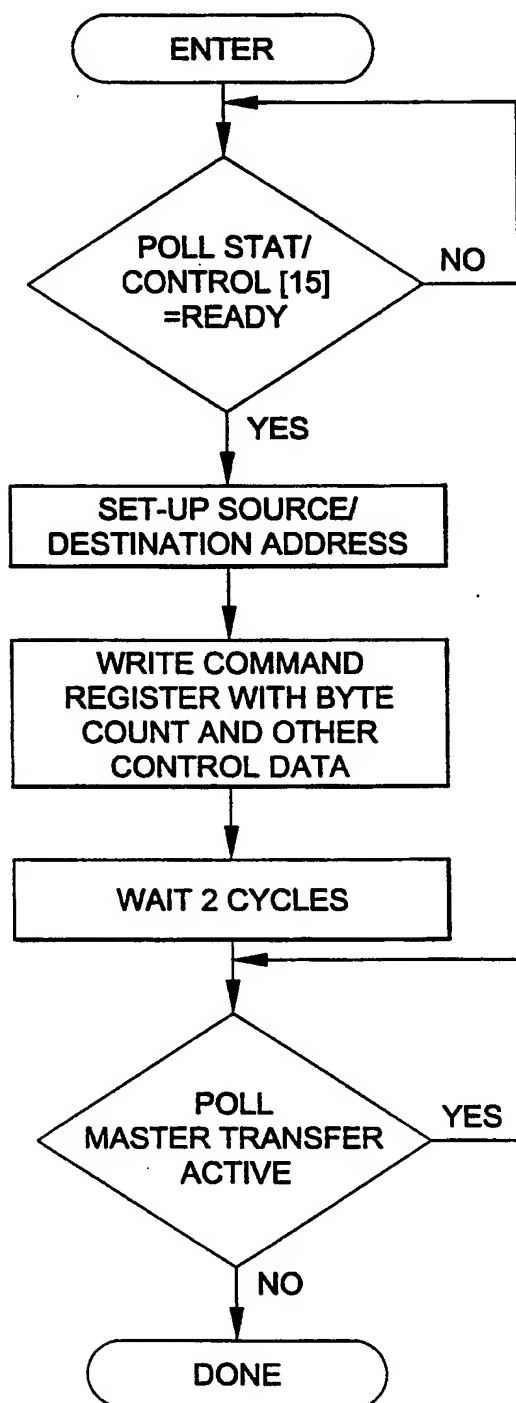 ENTER
POLL STAT/
CONTROL [15]
=READY
NO
YES
SET-UP SOURCE/
DESTINATION ADDRESS
WRITE COMMAND
REGISTER WITH BYTE
COUNT AND OTHER
CONTROL DATA
WAIT 2 CYCLES
POLL
MASTER TRANSFER
ACTIVE
YES
NO
DONE